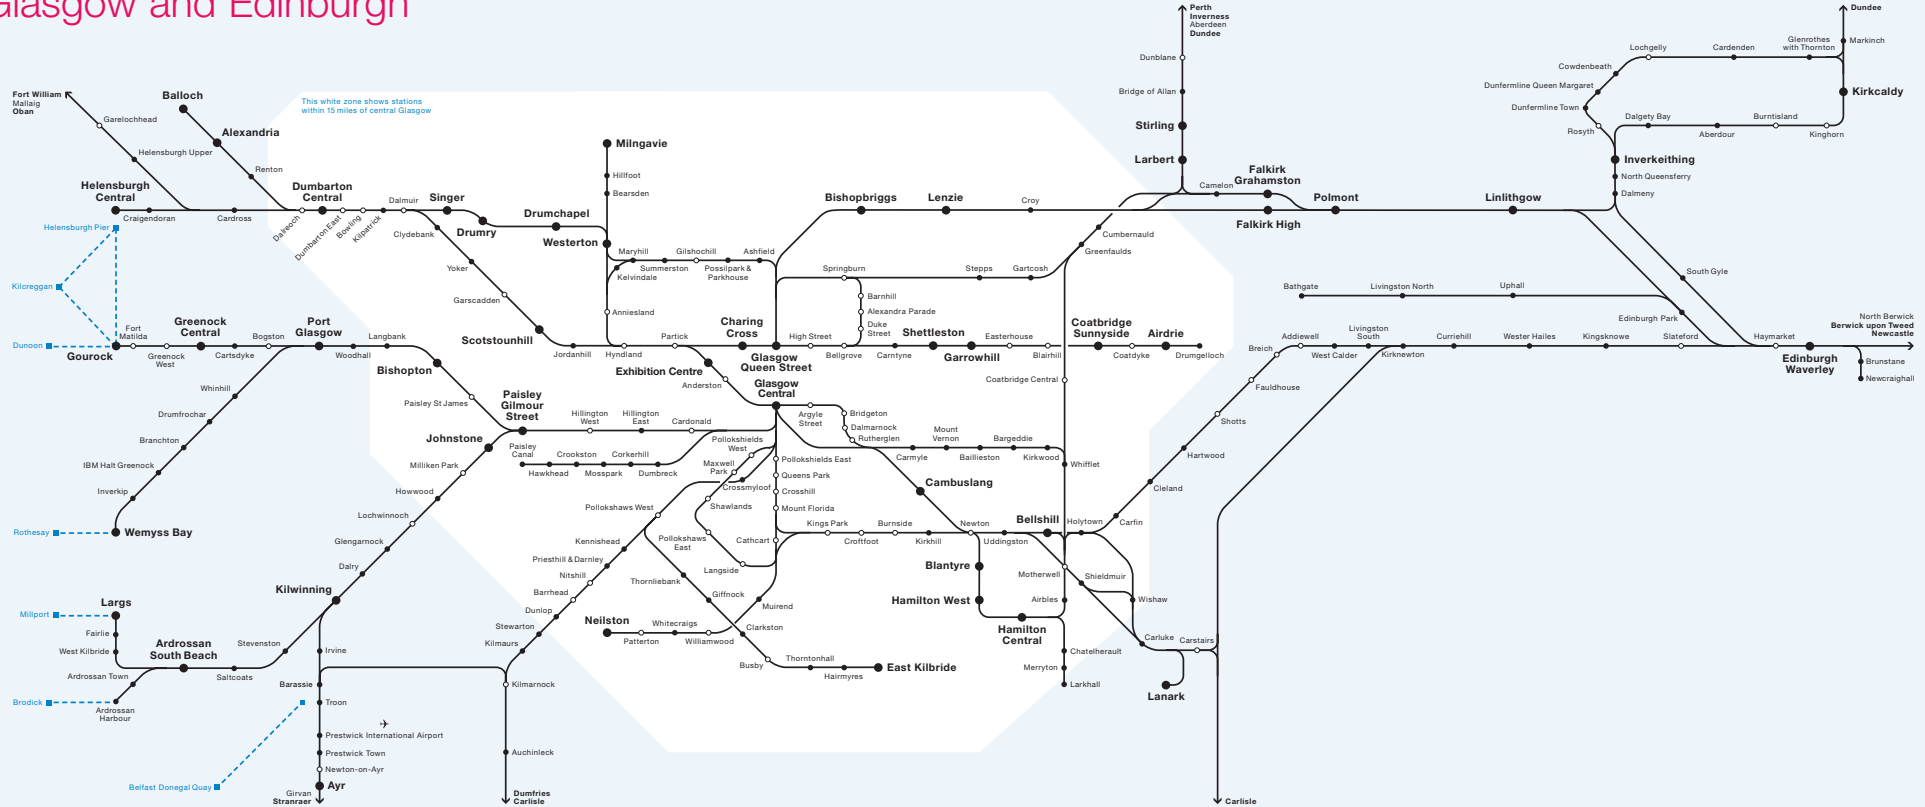 Glasgow and Edinburgh
This white zone shows stations
within 15 miles of central Glasgow
Fort William
Mallaig
Oban
Garelochhead
Helensburgh Upper
Balloch
Alexandria
Renton
Helensburgh
Central
Craigendoran
Cardross
Dalreoch
Dumbarton
Central
Dumbarton East
Bowling
Kilpatrick
Dalmuir
Singer
Drumry
Drumchapel
Westerton
Milngavie
Hillfoot
Bearsden
Clydebank
Yoker
Garscadden
Scotstounhill
Jordanhill
Hyndland
Anniesland
Maryhill
Kelvindale
Summerston
Gilshochill
Possilpark &
Parkhouse
Ashfield
Partick
Exhibition Centre
Anderston
Charing
Cross
Glasgow
Queen Street
High Street
Bellgrove
Carntyne
Shettleston
Garrowhill
Easterhouse
Blairhill
Coatbridge
Sunnyside
Coatdyke
Airdrie
Drumgelloch
Springburn
Barnhill
Alexandra Parade
Duke
Street
Stepps
Gartcosh
Greenfaulds
Cumbernauld
Bishopbriggs
Lenzie
Croy
Perth
Inverness
Aberdeen
Dundee
Dunblane
Bridge of Allan
Stirling
Larbert
Camelon
Falkirk
Grahamston
Falkirk High
Polmont
Linlithgow
Dundee
Markinch
Glenrothes
with Thornton
Cardenden
Lochgelly
Cowdenbeath
Dunfermline Queen Margaret
Dunfermline Town
Rosyth
Kirkcaldy
Kinghorn
Burntisland
Aberdour
Dalgety Bay
Inverkeithing
North Queensferry
Dalmeny
South Gyle
Edinburgh Park
Bathgate
Livingston North
Uphall
Haymarket
Edinburgh
Waverley
North Berwick
Berwick upon Tweed
Newcastle
Brunstane
Newcraighall
Slateford
Kingsknowe
Wester Hailes
Curriehill
Kirknewton
Livingston
South
West Calder
Addiewell
Breich
Fauldhouse
Shotts
Hartwood
Cleland
Carfin
Holytown
Bellshill
Uddingston
Newton
Kirkhill
Burnside
Croftfoot
Kings Park
Cambuslang
Blantyre
Hamilton West
Hamilton
Central
Motherwell
Airbles
Shieldmuir
Wishaw
Carluke
Carstairs
Lanark
Chatelherault
Merryton
Larkhall
Carlisle
Coatbridge Central
Whifflet
Kirkwood
Bargeddie
Baillieston
Mount
Vernon
Carmyle
Rutherglen
Dalmarnock
Bridgeton
Argyle
Street
Glasgow
Central
Pollokshields
West
Maxwell
Park
Crossmyloof
Shawlands
Pollokshaws
East
Langside
Cathcart
Mount Florida
Crosshill
Queens Park
Pollokshields East
Muirend
Williamwood
Whitecraigs
Patterton
Neilston
Clarkston
Busby
Thorntonhall
Hairmyres
East Kilbride
Giffnock
Thornliebank
Pollokshaws West
Kennishead
Priesthill & Darnley
Nitshill
Barrhead
Dunlop
Stewarton
Kilmaurs
Kilmarnock
Auchinleck
Dumfries
Carlisle
Helensburgh Pier
Kilcreggan
Dunoon
Gourock
Fort
Matilda
Greenock
West
Greenock
Central
Cartsdyke
Bogston
Port
Glasgow
Woodhall
Langbank
Bishopton
Paisley St James
Paisley
Gilmour
Street
Hillington
West
Hillington
East
Cardonald
Paisley
Canal
Hawkhead
Crookston
Mosspark
Corkerhill
Dumbreck
Whinhill
Drumfrochar
Branchton
IBM Halt Greenock
Inverkip
Wemyss Bay
Rothesay
Johnstone
Milliken Park
Howwood
Lochwinnoch
Glengarnock
Dalry
Kilwinning
Stevenston
Saltcoats
Ardrossan
South Beach
Ardrossan Town
Ardrossan
Harbour
Brodick
West Kilbride
Fairlie
Largs
Millport
Irvine
Barassie
Troon
Prestwick International Airport
Prestwick Town
Newton-on-Ayr
Ayr
Girvan
Stranraer
Belfast Donegal Quay